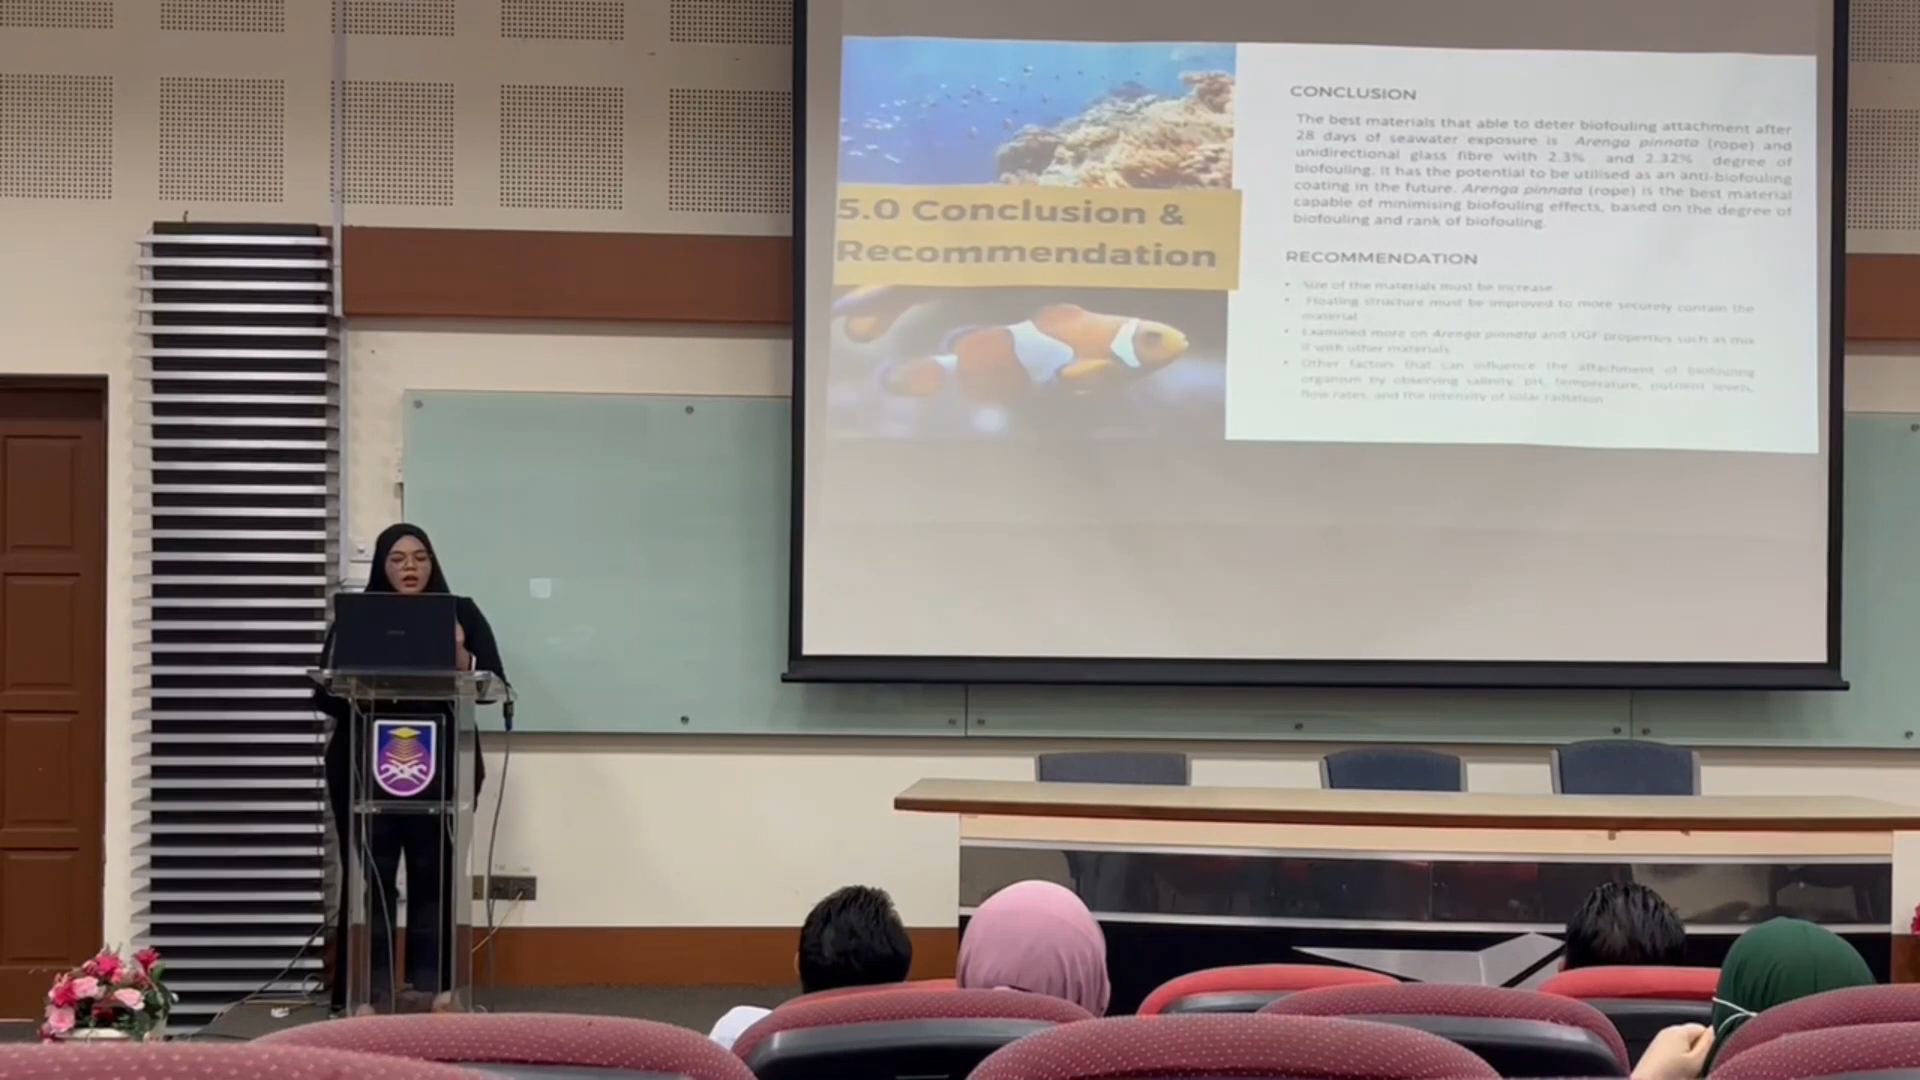 5.0 Conclusion &
Recommendation
CONCLUSION
The best materials that able to deter biofouling attachment after
28 days of seawater exposure is Arenga pinnata (rope) and
unidirectional glass fibre with 2.3% and 2.32% degree of
biofouling. It has the potential to be utilised as an anti-biofouling
coating in the future. Arenga pinnata (rope) is the best material
capable of minimising biofouling effects, based on the degree of
biofouling and rank of biofouling.
RECOMMENDATION
• Size of the materials must be increase
• Floating structure must be improved to more securely contain the
material
• Examined more on Arenga pinnata and UGF properties such as mix
it with other materials
• Other factors that can influence the attachment of biofouling
organism by observing salinity, pH, temperature, nutrient levels,
flow rates, and the intensity of solar radiation